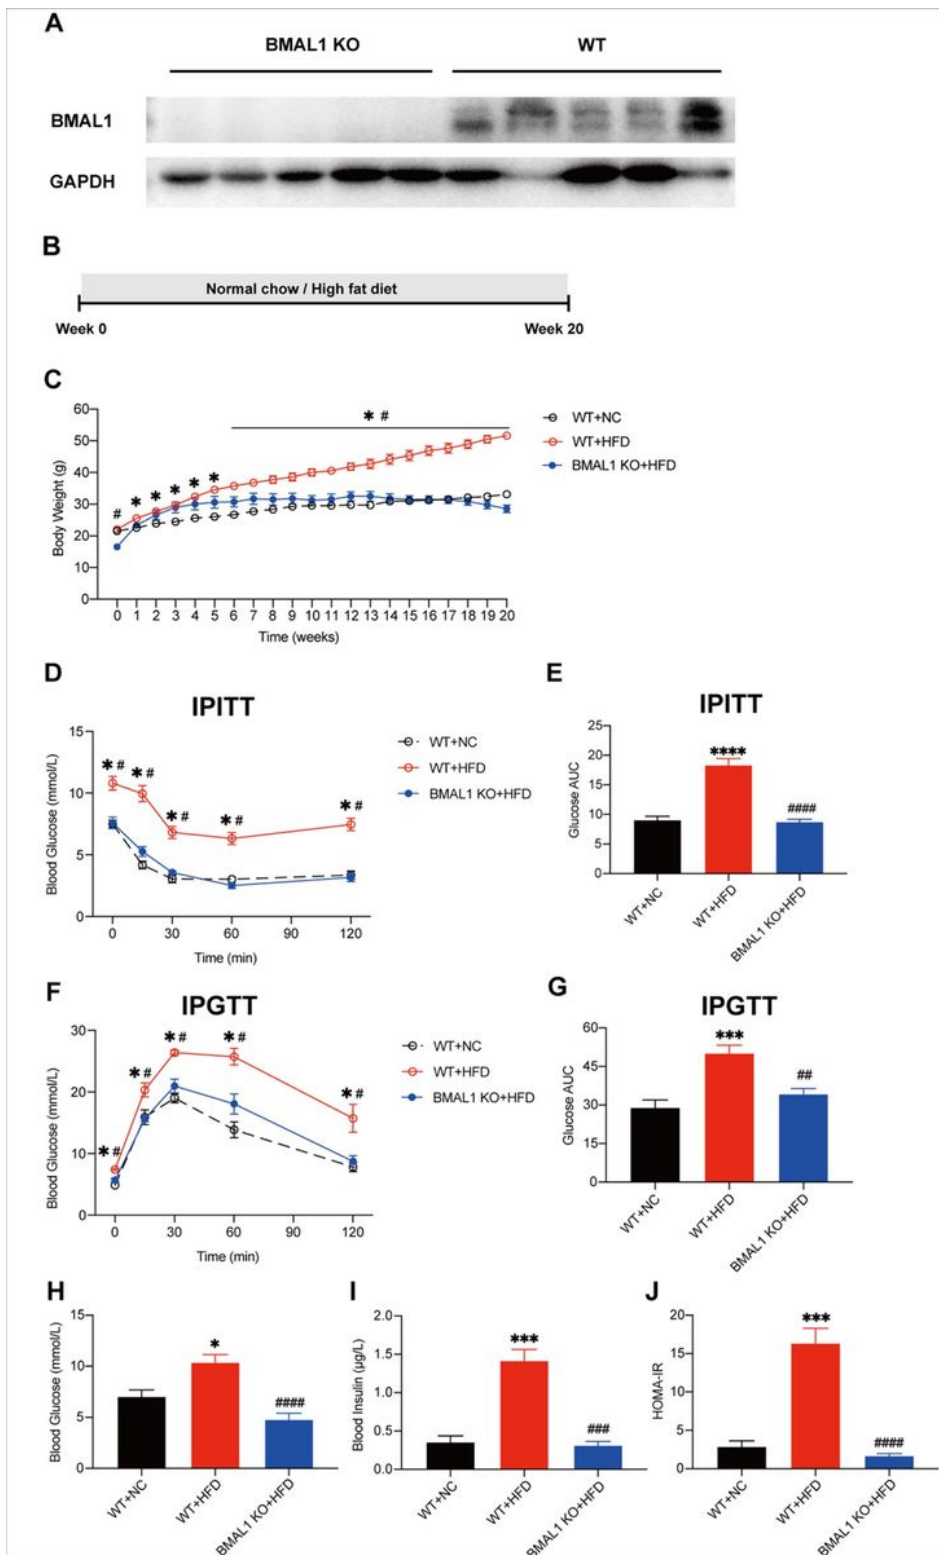 A
BMAL1 KO WT
BMAL1
GAPDH
B
Normal chow / High fat diet
Week 0 Week 20
C
Body Weight (g)
60
50
40
30
20
10
0
#
* * * * *
* #
0 1 2 3 4 5 6 7 8 9 10 11 12 13 14 15 16 17 18 19 20
Time (weeks)
WT+NC
WT+HFD
BMAL1 KO+HFD
D
IPITT
Blood Glucose (mmol/L)
15
10
5
0
* # * # * # * # * #
0 30 60 90 120
Time (min)
WT+NC
WT+HFD
BMAL1 KO+HFD
E
IPITT
Glucose AUC
25
20
15
10
5
0
****
####
WT+NC WT+HFD BMAL1 KO+HFD
F
IPGTT
Blood Glucose (mmol/L)
30
20
10
0
* # * # * # * # * #
0 30 60 90 120
Time (min)
WT+NC
WT+HFD
BMAL1 KO+HFD
G
IPGTT
Glucose AUC
60
45
30
15
0
***
##
WT+NC WT+HFD BMAL1 KO+HFD
H
Blood Glucose (mmol/L)
15
10
5
0
*
####
WT+NC WT+HFD BMAL1 KO+HFD
I
Blood Insulin (μg/L)
2.0
1.5
1.0
0.5
0.0
***
###
WT+NC WT+HFD BMAL1 KO+HFD
J
HOMA-IR
20
15
10
5
0
***
####
WT+NC WT+HFD BMAL1 KO+HFD